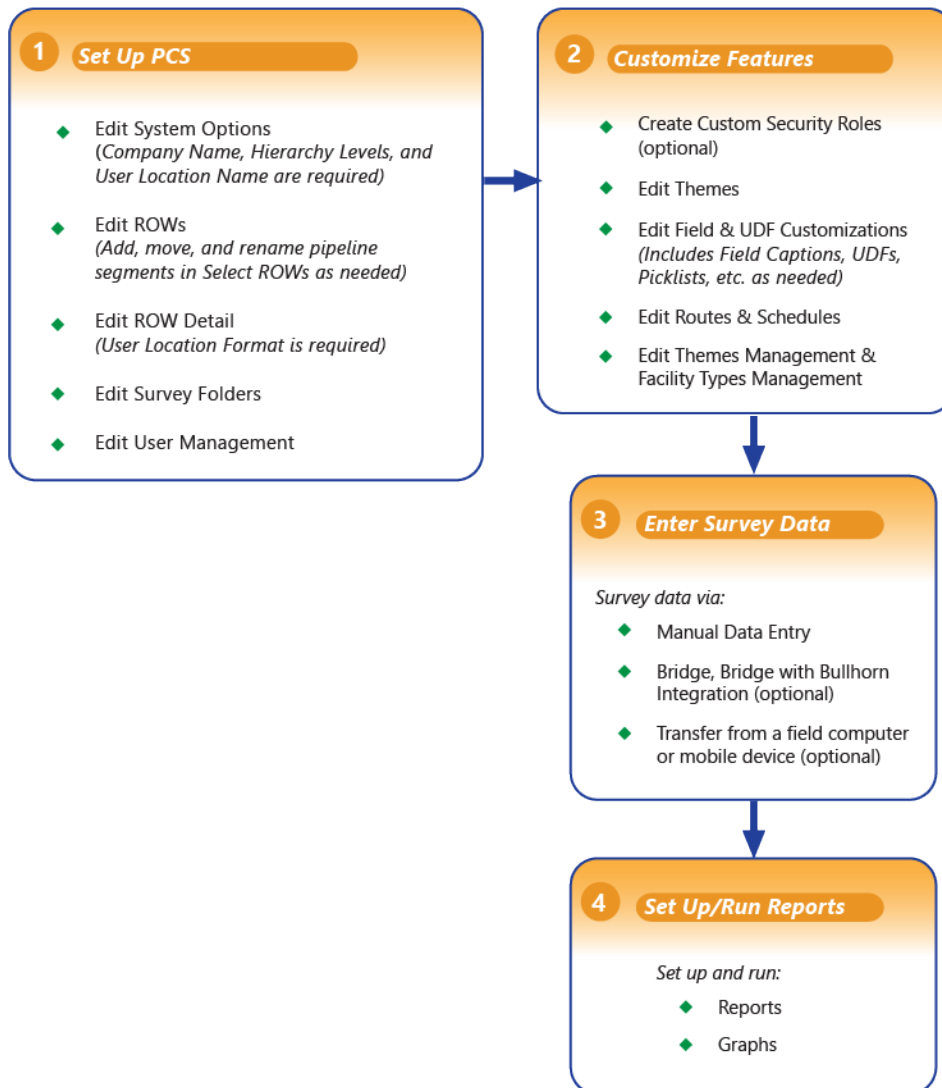 1 Set Up PCS
Edit System Options
(Company Name, Hierarchy Levels, and
User Location Name are required)
Edit ROWs
(Add, move, and rename pipeline
segments in Select ROWs as needed)
Edit ROW Detail
(User Location Format is required)
Edit Survey Folders
Edit User Management
2 Customize Features
Create Custom Security Roles
(optional)
Edit Themes
Edit Field & UDF Customizations
(Includes Field Captions, UDFs,
Picklists, etc. as needed)
Edit Routes & Schedules
Edit Themes Management &
Facility Types Management
3 Enter Survey Data
Survey data via:
Manual Data Entry
Bridge, Bridge with Bullhorn
Integration (optional)
Transfer from a field computer
or mobile device (optional)
4 Set Up/Run Reports
Set up and run:
Reports
Graphs